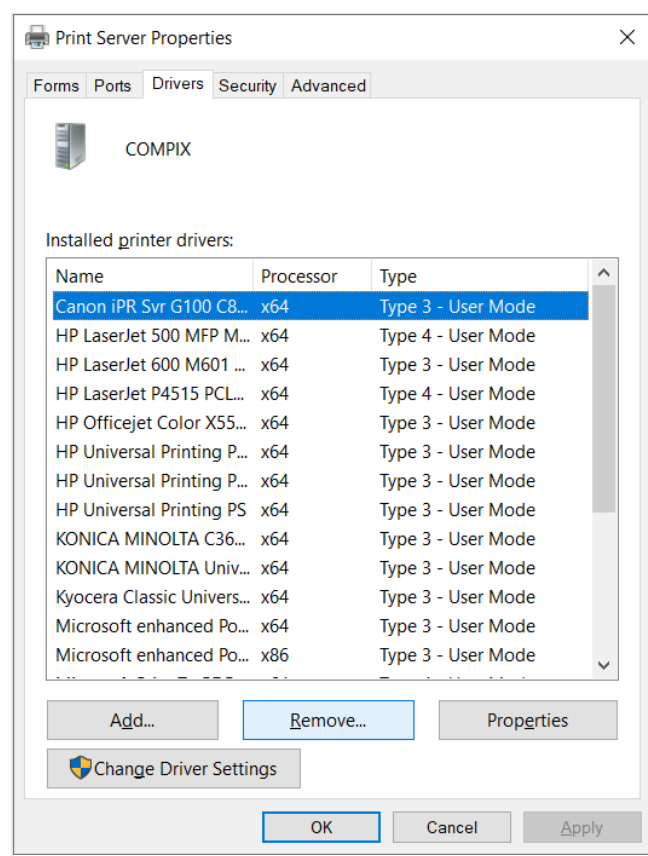 Print Server Properties
Forms Ports Drivers Security Advanced
COMPIX
Installed printer drivers:
Name Processor Type
Canon iPR Svr G100 C8... x64 Type 3 - User Mode
HP LaserJet 500 MFP M... x64 Type 4 - User Mode
HP LaserJet 600 M601 ... x64 Type 3 - User Mode
HP LaserJet P4515 PCL... x64 Type 4 - User Mode
HP Officejet Color X55... x64 Type 3 - User Mode
HP Universal Printing P... x64 Type 3 - User Mode
HP Universal Printing P... x64 Type 3 - User Mode
HP Universal Printing PS x64 Type 3 - User Mode
KONICA MINOLTA C36... x64 Type 3 - User Mode
KONICA MINOLTA Univ... x64 Type 3 - User Mode
Kyocera Classic Univers... x64 Type 3 - User Mode
Microsoft enhanced Po... x64 Type 3 - User Mode
Microsoft enhanced Po... x86 Type 3 - User Mode
Add... Remove... Properties
Change Driver Settings
OK Cancel Apply